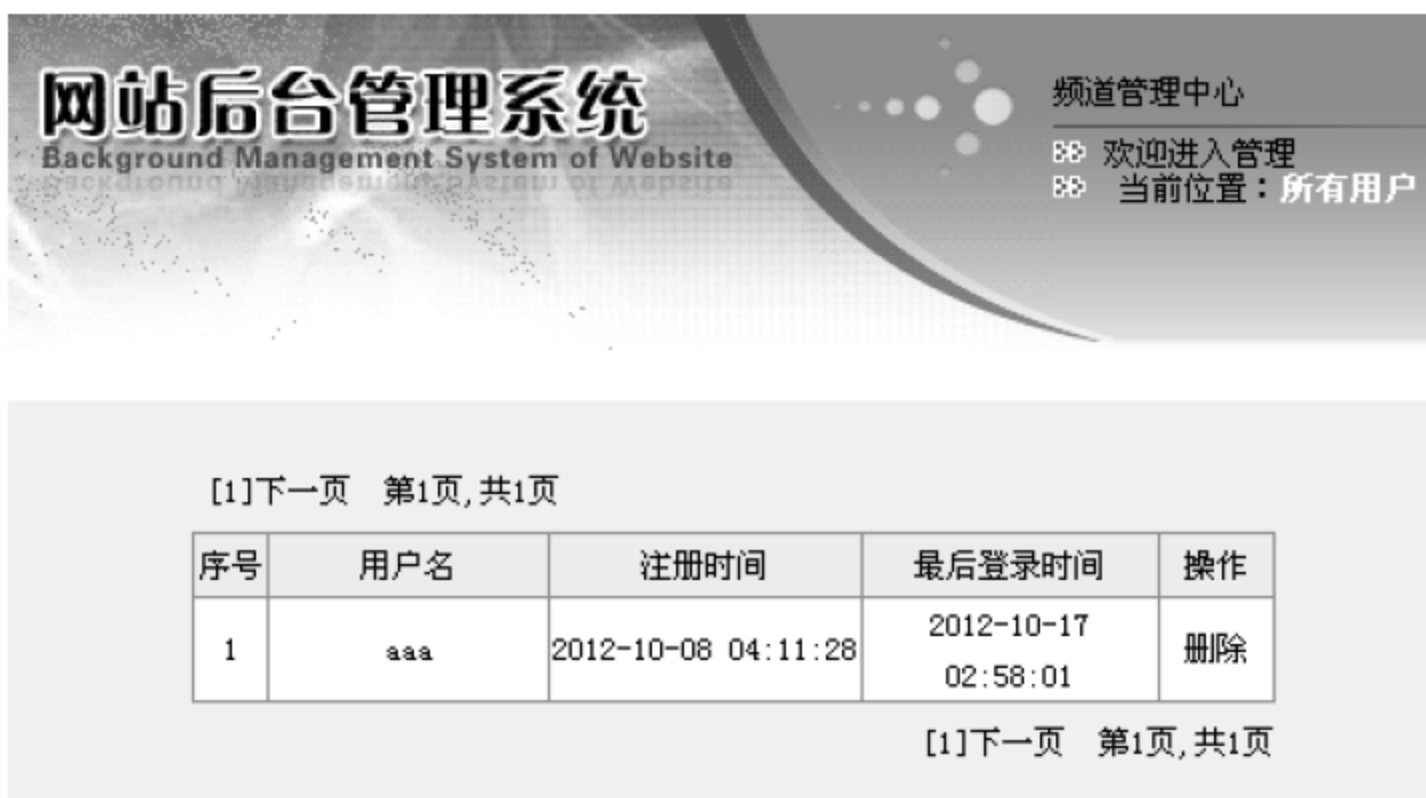 网站后台管理系统
Background Management System of Website
频道管理中心
欢迎进入管理
当前位置：所有用户
[1]下一页 第1页,共1页
序号 用户名 注册时间 最后登录时间 操作
1 aaa 2012-10-08 04:11:28 2012-10-17 02:58:01 删除
[1]下一页 第1页,共1页